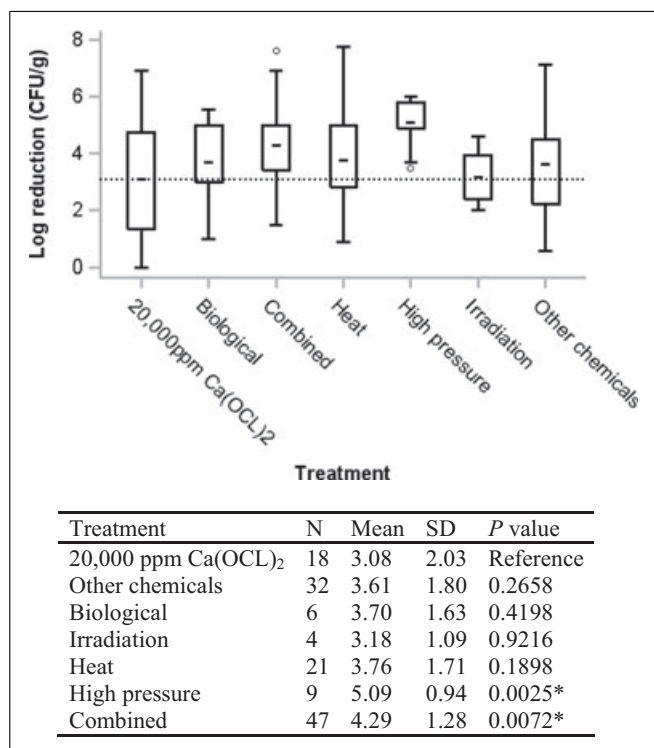 Log reduction (CFU/g)
8
6
4
2
0
20,000ppm Ca(OCL)2
Biological
Combined
Heat
High pressure
Irradiation
Other chemicals
Treatment
Treatment N Mean SD P value
20,000 ppm Ca(OCL)₂ 18 3.08 2.03 Reference
Other chemicals 32 3.61 1.80 0.2658
Biological 6 3.70 1.63 0.4198
Irradiation 4 3.18 1.09 0.9216
Heat 21 3.76 1.71 0.1898
High pressure 9 5.09 0.94 0.0025*
Combined 47 4.29 1.28 0.0072*